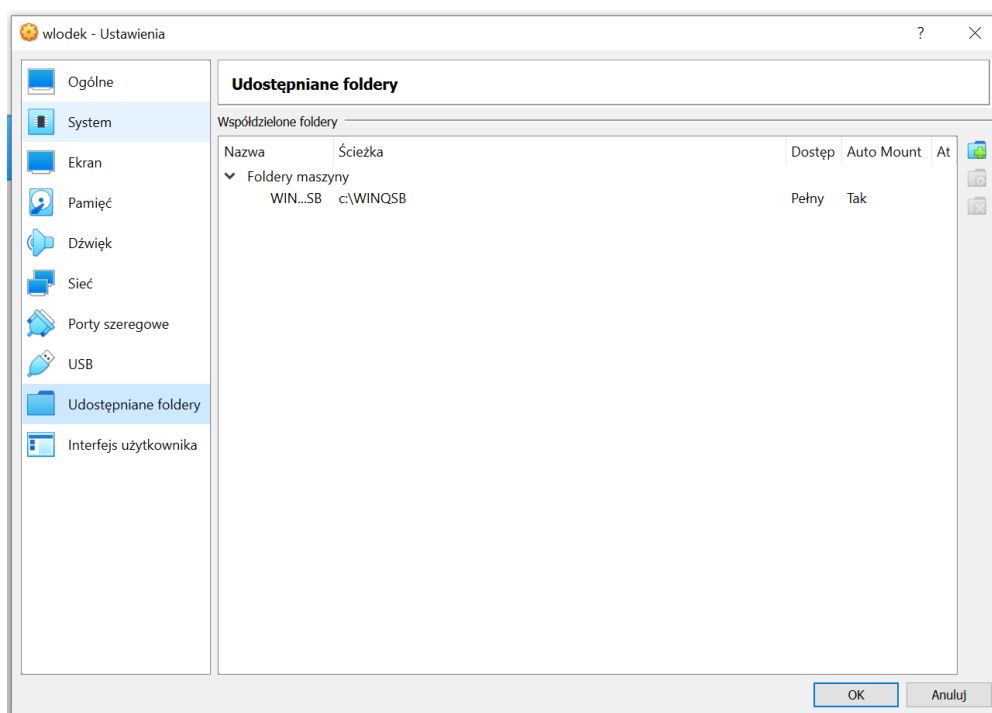 wlodek - Ustawienia
?
Ogólne
System
Ekran
Pamięć
Dźwięk
Sieć
Porty szeregowe
USB
Udostępniane foldery
Interfejs użytkownika
Udostępniane foldery
Współdzielone foldery
Nazwa Ścieżka Dostęp Auto Mount At
Foldery maszyny
WIN...SB c:\WINQSB Pełny Tak
OK Anuluj